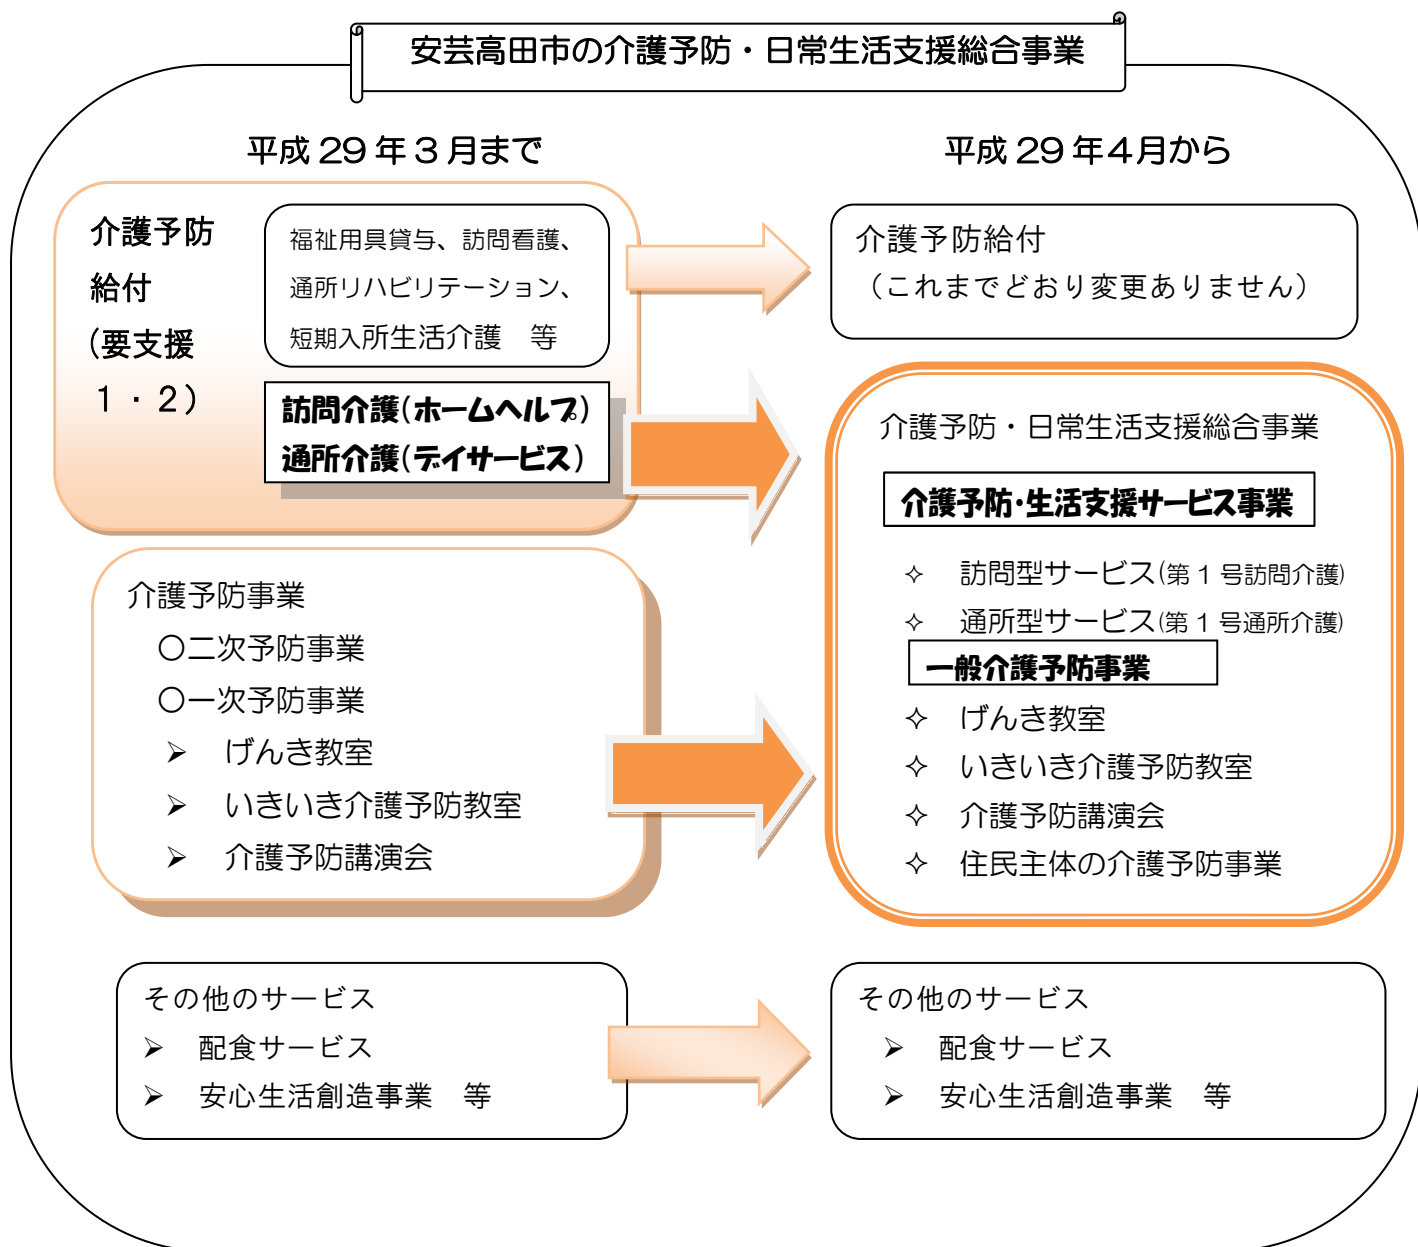 安芸高田市の介護予防・日常生活支援総合事業
平成 29 年 3 月まで
介護予防
給付
(要支援
1 ・ 2)
福祉用具貸与、訪問看護、
通所リハビリテーション、
短期入所生活介護　等
訪問介護(ホームヘルプ)
通所介護(デイサービス)
介護予防事業
〇二次予防事業
〇一次予防事業
➢ げんき教室
➢ いきいき介護予防教室
➢ 介護予防講演会
その他のサービス
➢ 配食サービス
➢ 安心生活創造事業　等
平成 29 年4月から
介護予防給付
（これまでどおり変更ありません）
介護予防・日常生活支援総合事業
介護予防・生活支援サービス事業
✧ 訪問型サービス(第 1 号訪問介護)
✧ 通所型サービス(第 1 号通所介護)
一般介護予防事業
✧ げんき教室
✧ いきいき介護予防教室
✧ 介護予防講演会
✧ 住民主体の介護予防事業
その他のサービス
➢ 配食サービス
➢ 安心生活創造事業　等